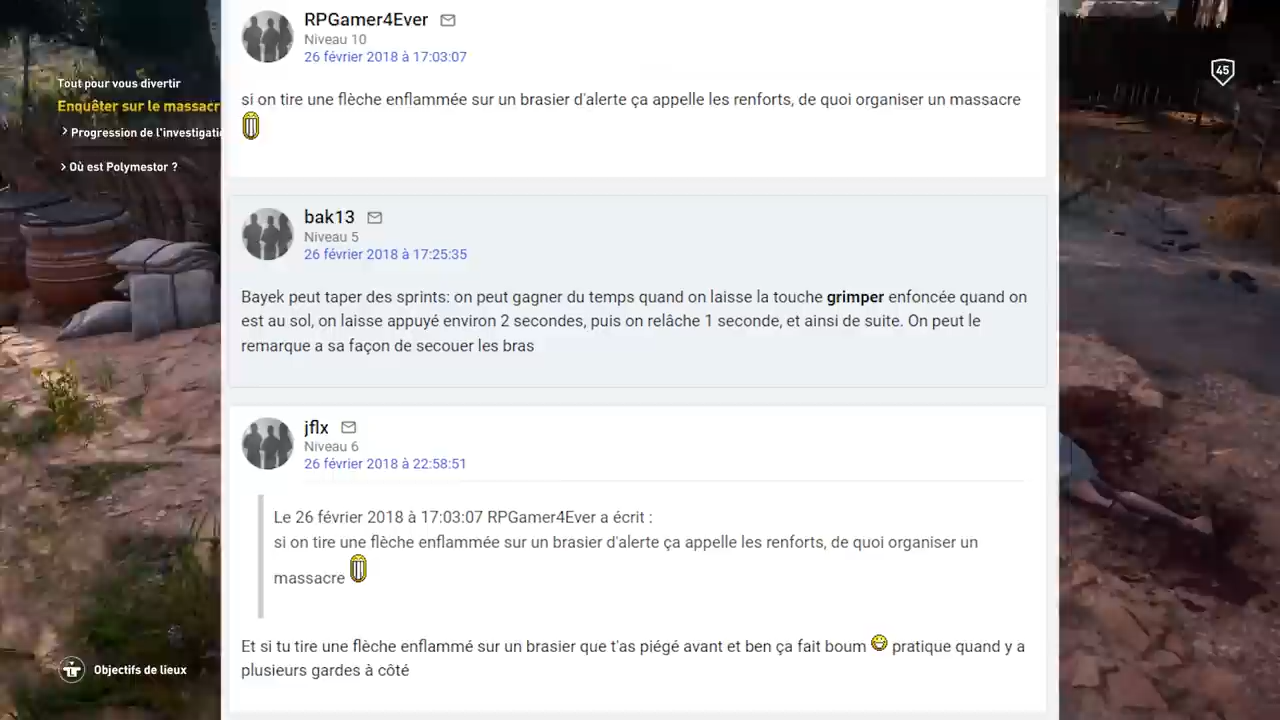 RPGamer4Ever
Niveau 10
26 février 2018 à 17:03:07
Tout pour vous divertir
Enquêter sur le massacr
> Progression de l'investigati
> Où est Polymestor ?
45
si on tire une flèche enflammée sur un brasier d'alerte ça appelle les renforts, de quoi organiser un massacre
bak13
Niveau 5
26 février 2018 à 17:25:35
Bayek peut taper des sprints: on peut gagner du temps quand on laisse la touche grimper enfoncée quand on
est au sol, on laisse appuyé environ 2 secondes, puis on relâche 1 seconde, et ainsi de suite. On peut le
remarque a sa façon de secouer les bras
jflx
Niveau 6
26 février 2018 à 22:58:51
Le 26 février 2018 à 17:03:07 RPGamer4Ever a écrit :
si on tire une flèche enflammée sur un brasier d'alerte ça appelle les renforts, de quoi organiser un
massacre
Et si tu tire une flèche enflammé sur un brasier que t'as piégé avant et ben ça fait boum pratique quand y a
plusieurs gardes à côté
Objectifs de lieux